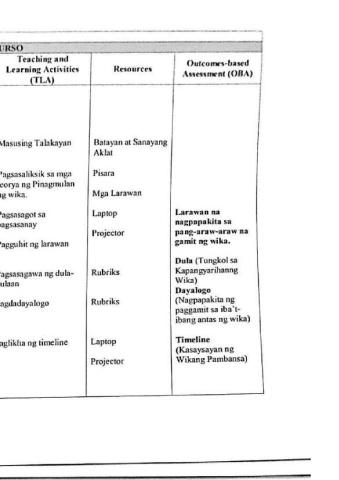 URSO
Teaching and
Learning Activities
(TLA)
Resources
Outcomes-based
Assessment (OBA)
Masusing Talakayan
Batayan at Sanayang
Aklat
Pagsasaliksik sa mga
eorya ng Pinagmulan
ng wika.
Pisara
Mga Larawan
Pagsasagot sa
pagsasanay
Laptop
Projector
Larawan na
nagpapakita sa
pang-araw-araw na
gamit ng wika.
Pagguhit ng larawan
Pagsasagawa ng dula-
ulaan
Rubriks
Dula (Tungkol sa
Kapangyarihanng
Wika)
agdadayalogo
Rubriks
Dayalogo
(Nagpapakita ng
paggamit sa iba't-
ibang antas ng wika)
aglikha ng timeline
Laptop
Projector
Timeline
(Kasaysayan ng
Wikang Pambansa)